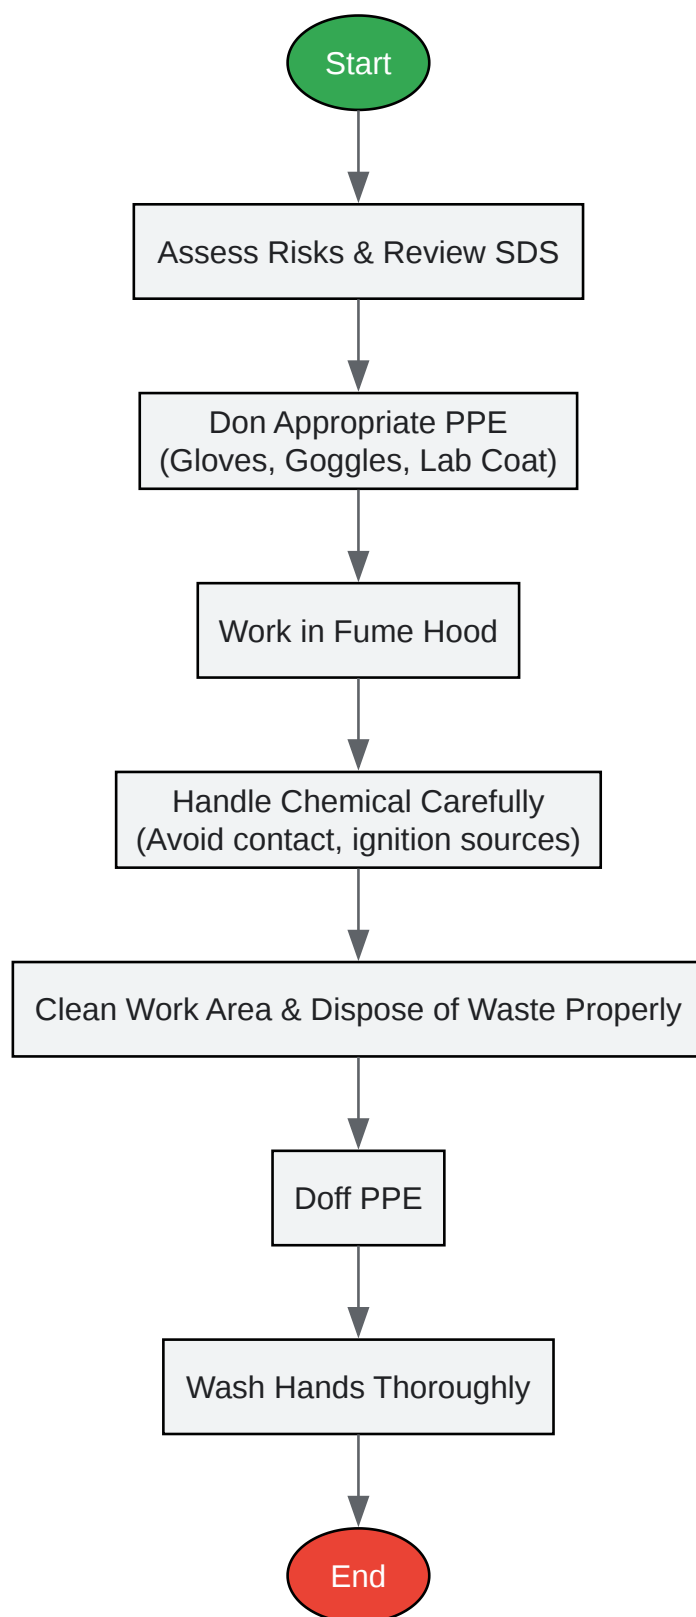 Start
Assess Risks & Review SDS
Don Appropriate PPE
(Gloves, Goggles, Lab Coat)
Work in Fume Hood
Handle Chemical Carefully
(Avoid contact, ignition sources)
Clean Work Area & Dispose of Waste Properly
Doff PPE
Wash Hands Thoroughly
End